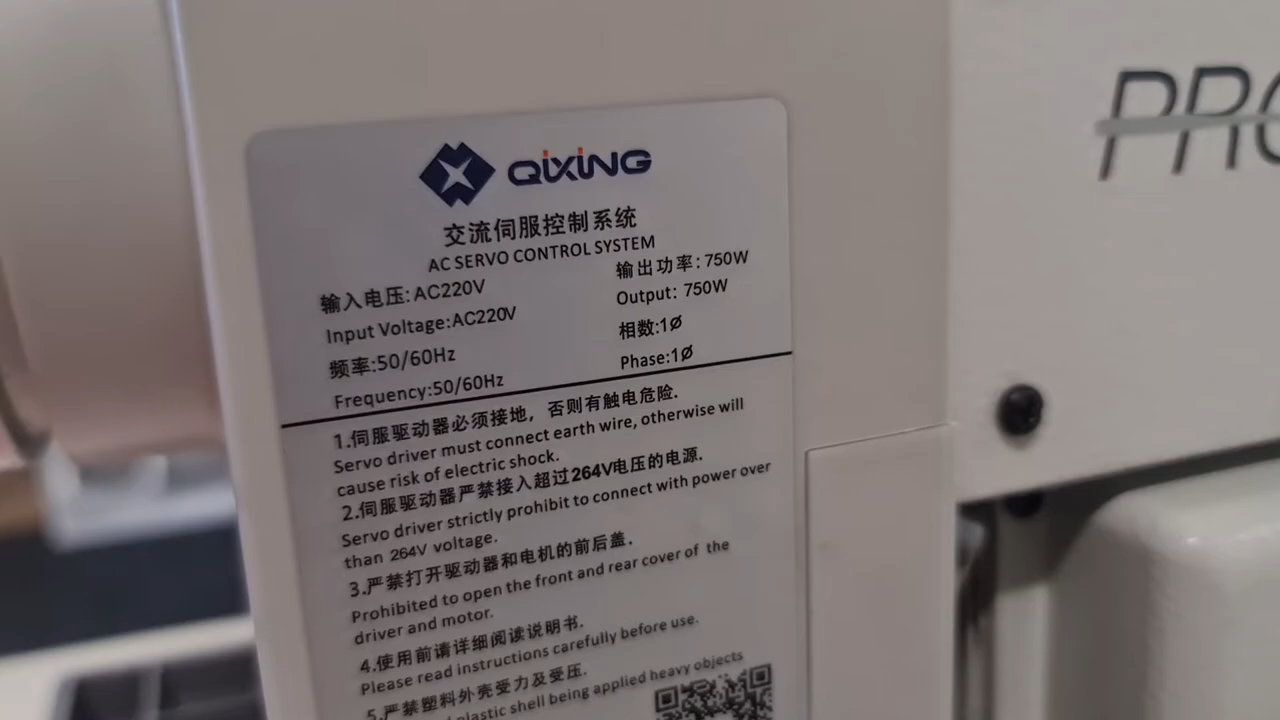 QIXING
交流伺服控制系统
AC SERVO CONTROL SYSTEM
输入电压:AC220V
输出功率:750W
Input Voltage:AC220V
Output: 750W
频率:50/60Hz
相数:1Ø
Frequency:50/60Hz
Phase:1Ø
1.伺服驱动器必须接地，否则有触电危险.
Servo driver must connect earth wire, otherwise will
cause risk of electric shock.
2.伺服驱动器严禁接入超过264V电压的电源.
Servo driver strictly prohibit to connect with power over
than 264V voltage.
3.严禁打开驱动器和电机的前后盖.
Prohibited to open the front and rear cover of the
driver and motor.
4.使用前请详细阅读说明书.
Please read instructions carefully before use.
5.严禁塑料外壳受力及受压.
plastic shell being applied heavy objects